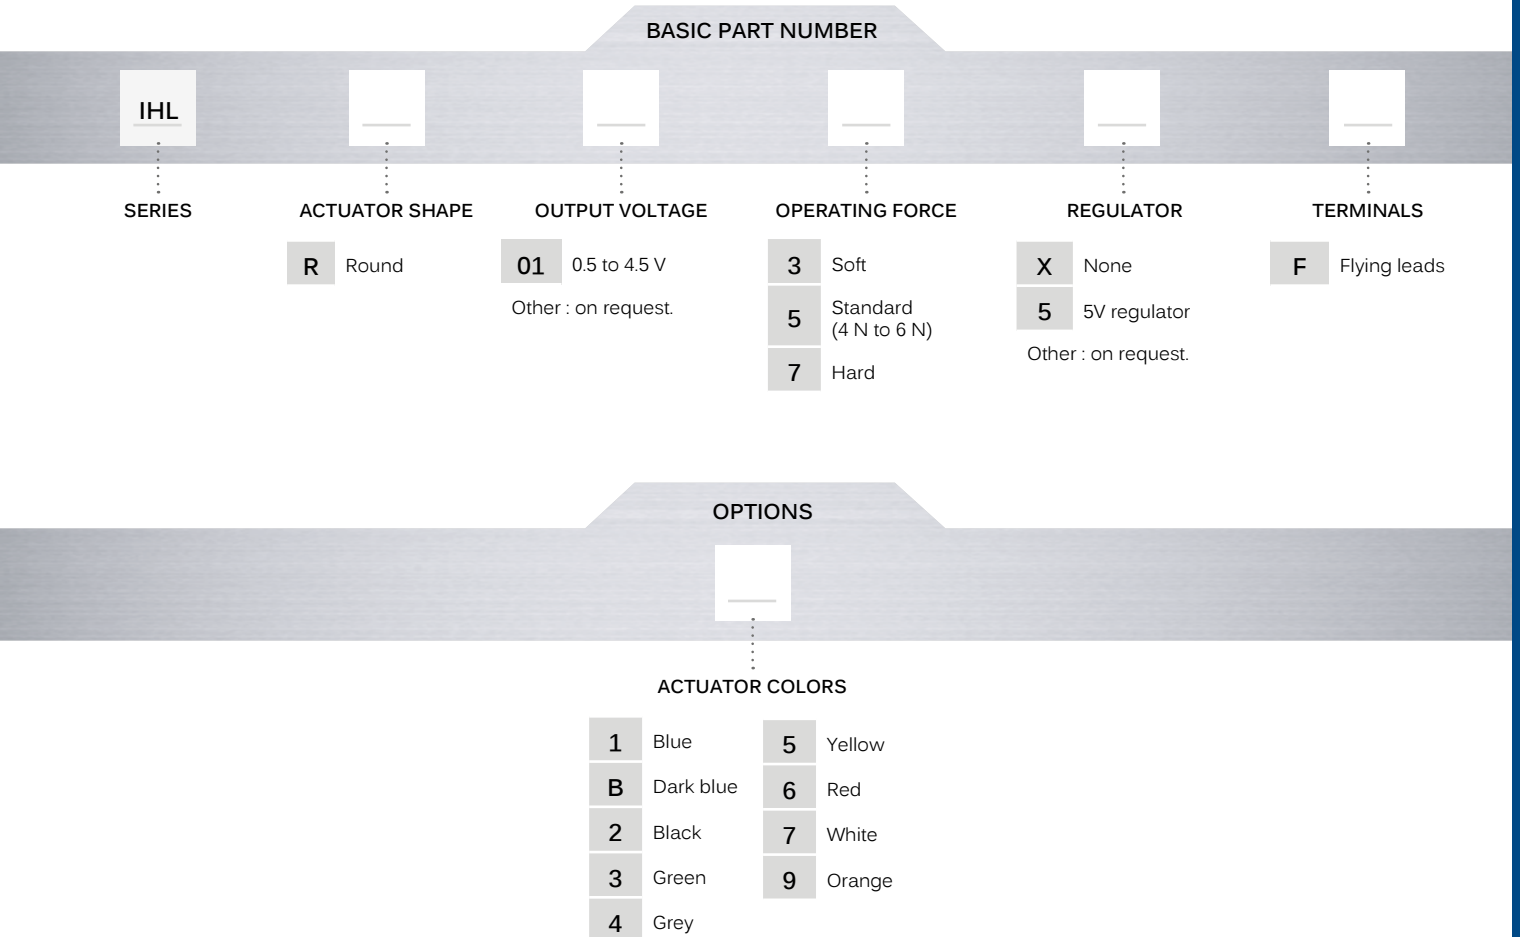 BASIC PART NUMBER
IHL
SERIES
ACTUATOR SHAPE
R Round
OUTPUT VOLTAGE
01 0.5 to 4.5 V
Other : on request.
OPERATING FORCE
3 Soft
5 Standard
(4 N to 6 N)
7 Hard
REGULATOR
X None
5 5V regulator
Other : on request.
TERMINALS
F Flying leads
OPTIONS
ACTUATOR COLORS
1 Blue
B Dark blue
2 Black
3 Green
4 Grey
5 Yellow
6 Red
7 White
9 Orange